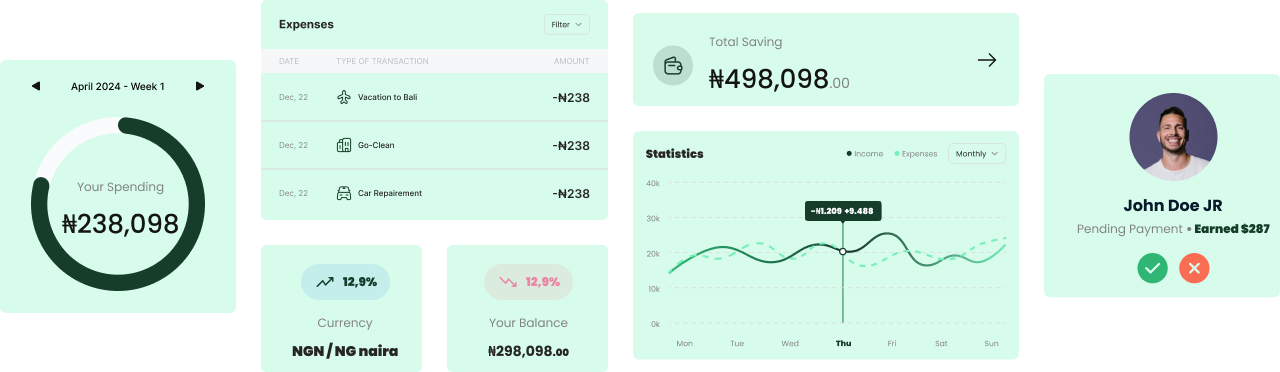 April 2024 - Week 1
Your Spending
₦238,098
Expenses
Filter
DATE TYPE OF TRANSACTION AMOUNT
Dec, 22 Vacation to Bali -₦238
Dec, 22 Go-Clean -₦238
Dec, 22 Car Repairement -₦238
12,9%
Currency
NGN / NG naira
12,9%
Your Balance
₦298,098.00
Total Saving
₦498,098.00
Statistics
Income Expenses Monthly
40k
30k
20k
10k
0k
-₦1.209 +9.488
Mon Tue Wed Thu Fri Sat Sun
John Doe JR
Pending Payment • Earned $287